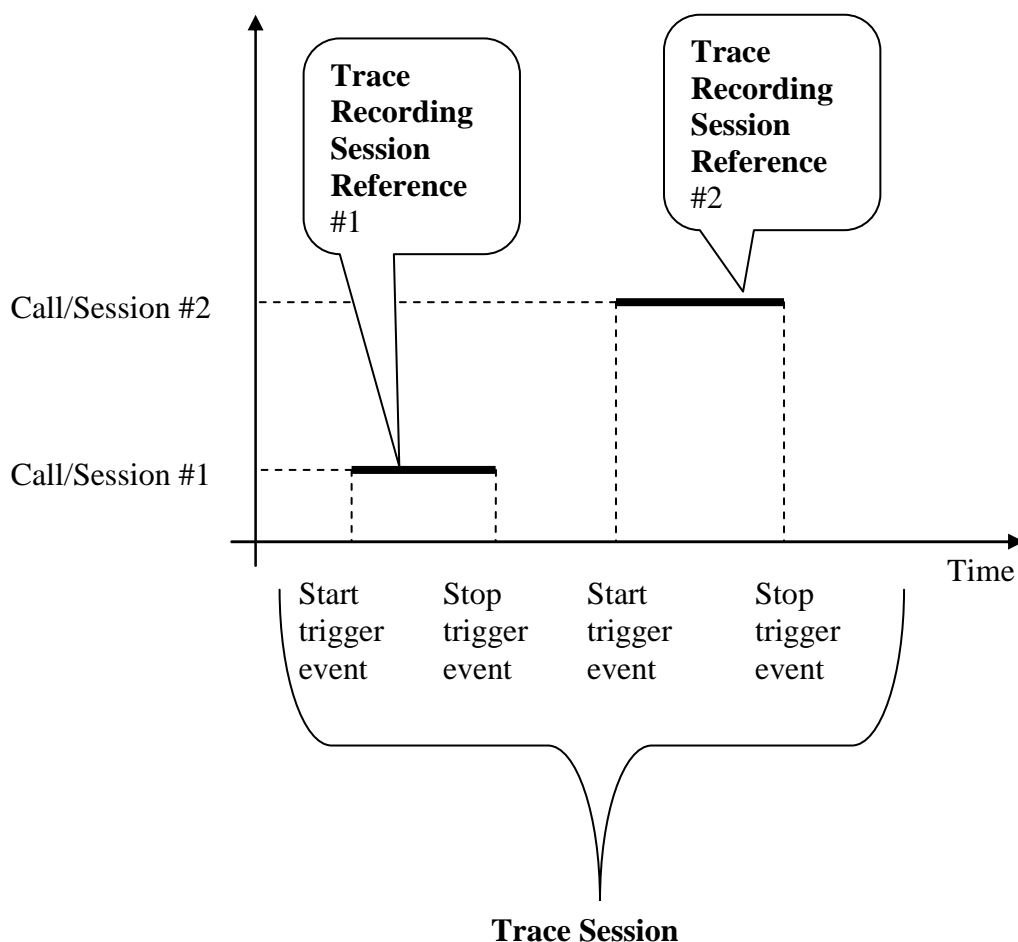 Trace
Recording
Session
Reference
#1
Trace
Recording
Session
Reference
#2
Call/Session #2
Call/Session #1
Time
Start
trigger
event
Stop
trigger
event
Start
trigger
event
Stop
trigger
event
Trace Session